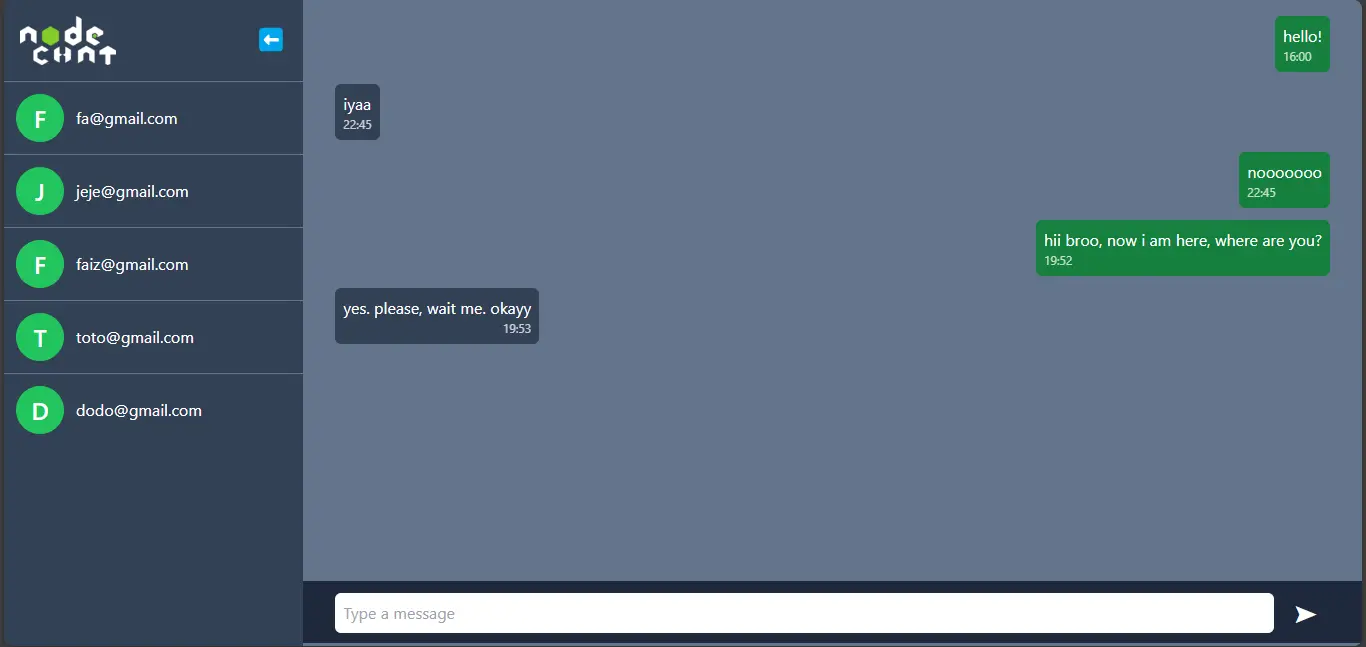 node
chat
F fa@gmail.com
J jeje@gmail.com
F faiz@gmail.com
T toto@gmail.com
D dodo@gmail.com
hello!
16:00
iyaa
22:45
nooooooo
22:45
hii broo, now i am here, where are you?
19:52
yes. please, wait me. okayy
19:53
Type a message